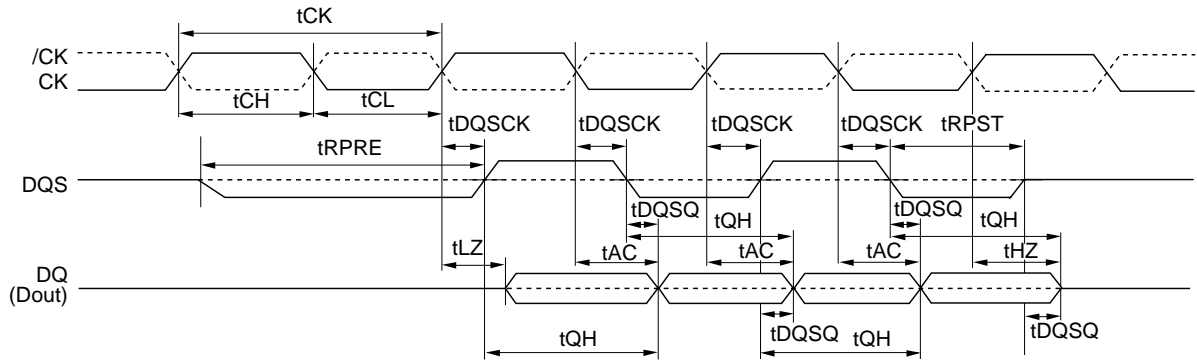 tCK
/CK
CK
tCH tCL
tDQSCK tDQSCK tDQSCK tDQSCK tRPST
tRPRE
DQS
tDQSQ tDQSQ
tQH tQH
tLZ tAC tAC tAC tHZ
DQ
(Dout)
tDQSQ tDQSQ
tQH tQH